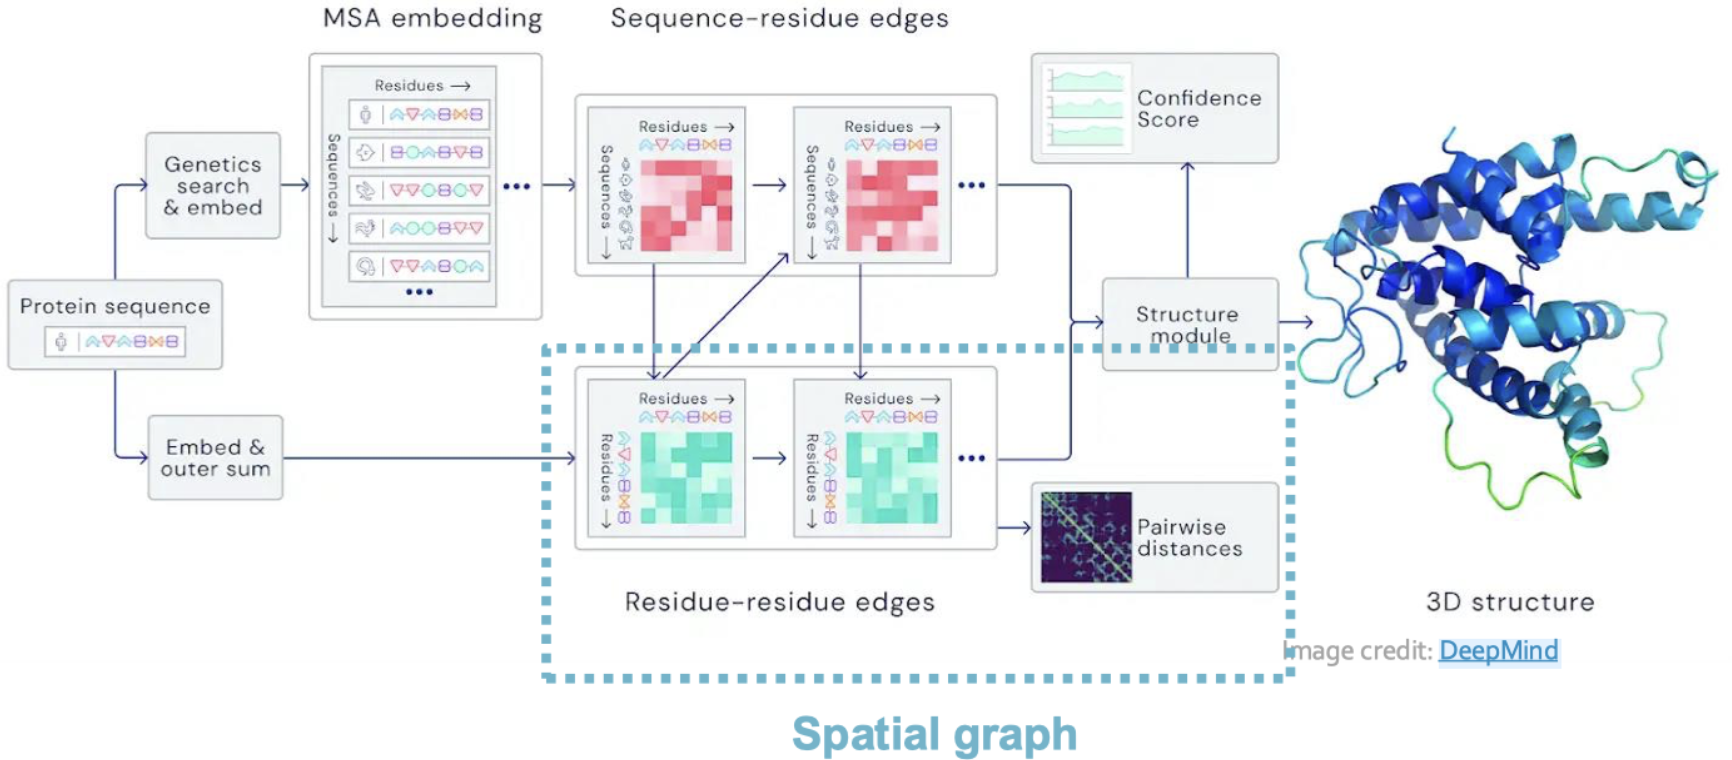 MSA embedding
Sequence-residue edges
Residues →
Sequences →
Genetics
search
& embed
Protein sequence
Embed &
outer sum
Residues →
Sequences →
Residues →
Sequences →
Residues →
Residues →
Residues →
Residues →
Residue-residue edges
Confidence
Score
Structure
module
Pairwise
distances
3D structure
Image credit: DeepMind
Spatial graph